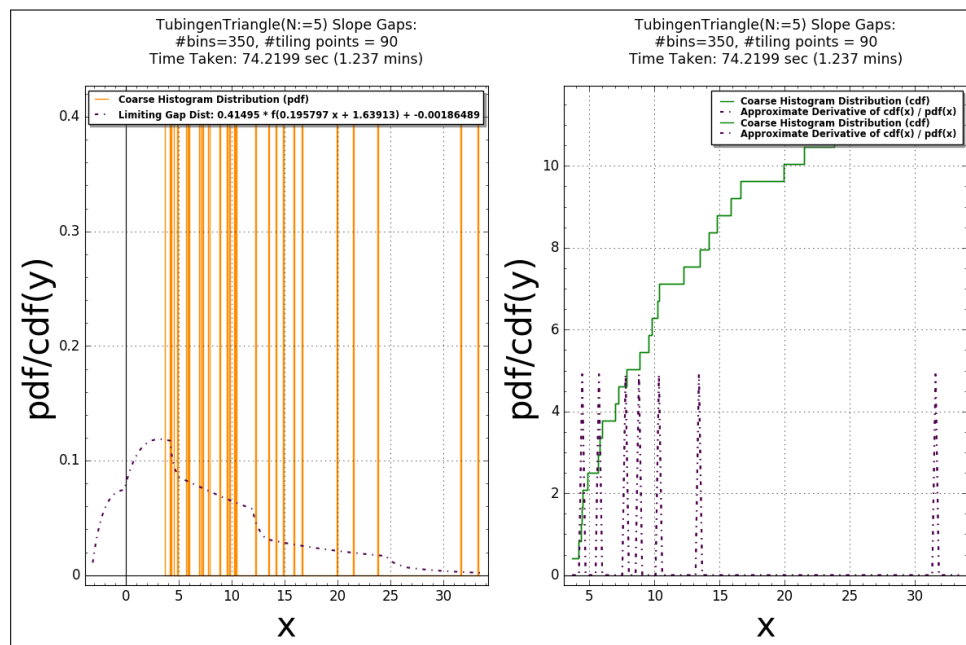 TubingenTriangle(N:=5) Slope Gaps:
#bins=350, #tiling points = 90
Time Taken: 74.2199 sec (1.237 mins)
Coarse Histogram Distribution (pdf)
Limiting Gap Dist: 0.41495 * f(0.195797 x + 1.63913) + -0.00186489
0.4
0.3
0.2
0.1
0
pdf/cdf(y)
0 5 10 15 20 25 30
x
TubingenTriangle(N:=5) Slope Gaps:
#bins=350, #tiling points = 90
Time Taken: 74.2199 sec (1.237 mins)
Coarse Histogram Distribution (cdf)
Approximate Derivative of cdf(x) / pdf(x)
Coarse Histogram Distribution (cdf)
Approximate Derivative of cdf(x) / pdf(x)
10
8
6
4
2
0
pdf/cdf(y)
5 10 15 20 25 30
x